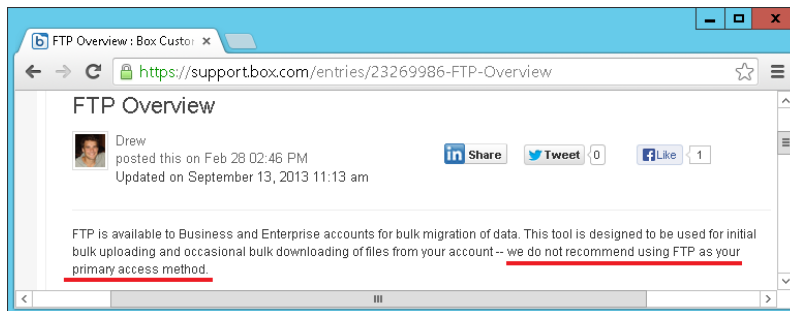 FTP Overview : Box Custor
https://support.box.com/entries/23269986-FTP-Overview
FTP Overview
Drew
posted this on Feb 28 02:46 PM
Updated on September 13, 2013 11:13 am
in Share Tweet 0 Like 1
FTP is available to Business and Enterprise accounts for bulk migration of data. This tool is designed to be used for initial
bulk uploading and occasional bulk downloading of files from your account -- we do not recommend using FTP as your
primary access method.